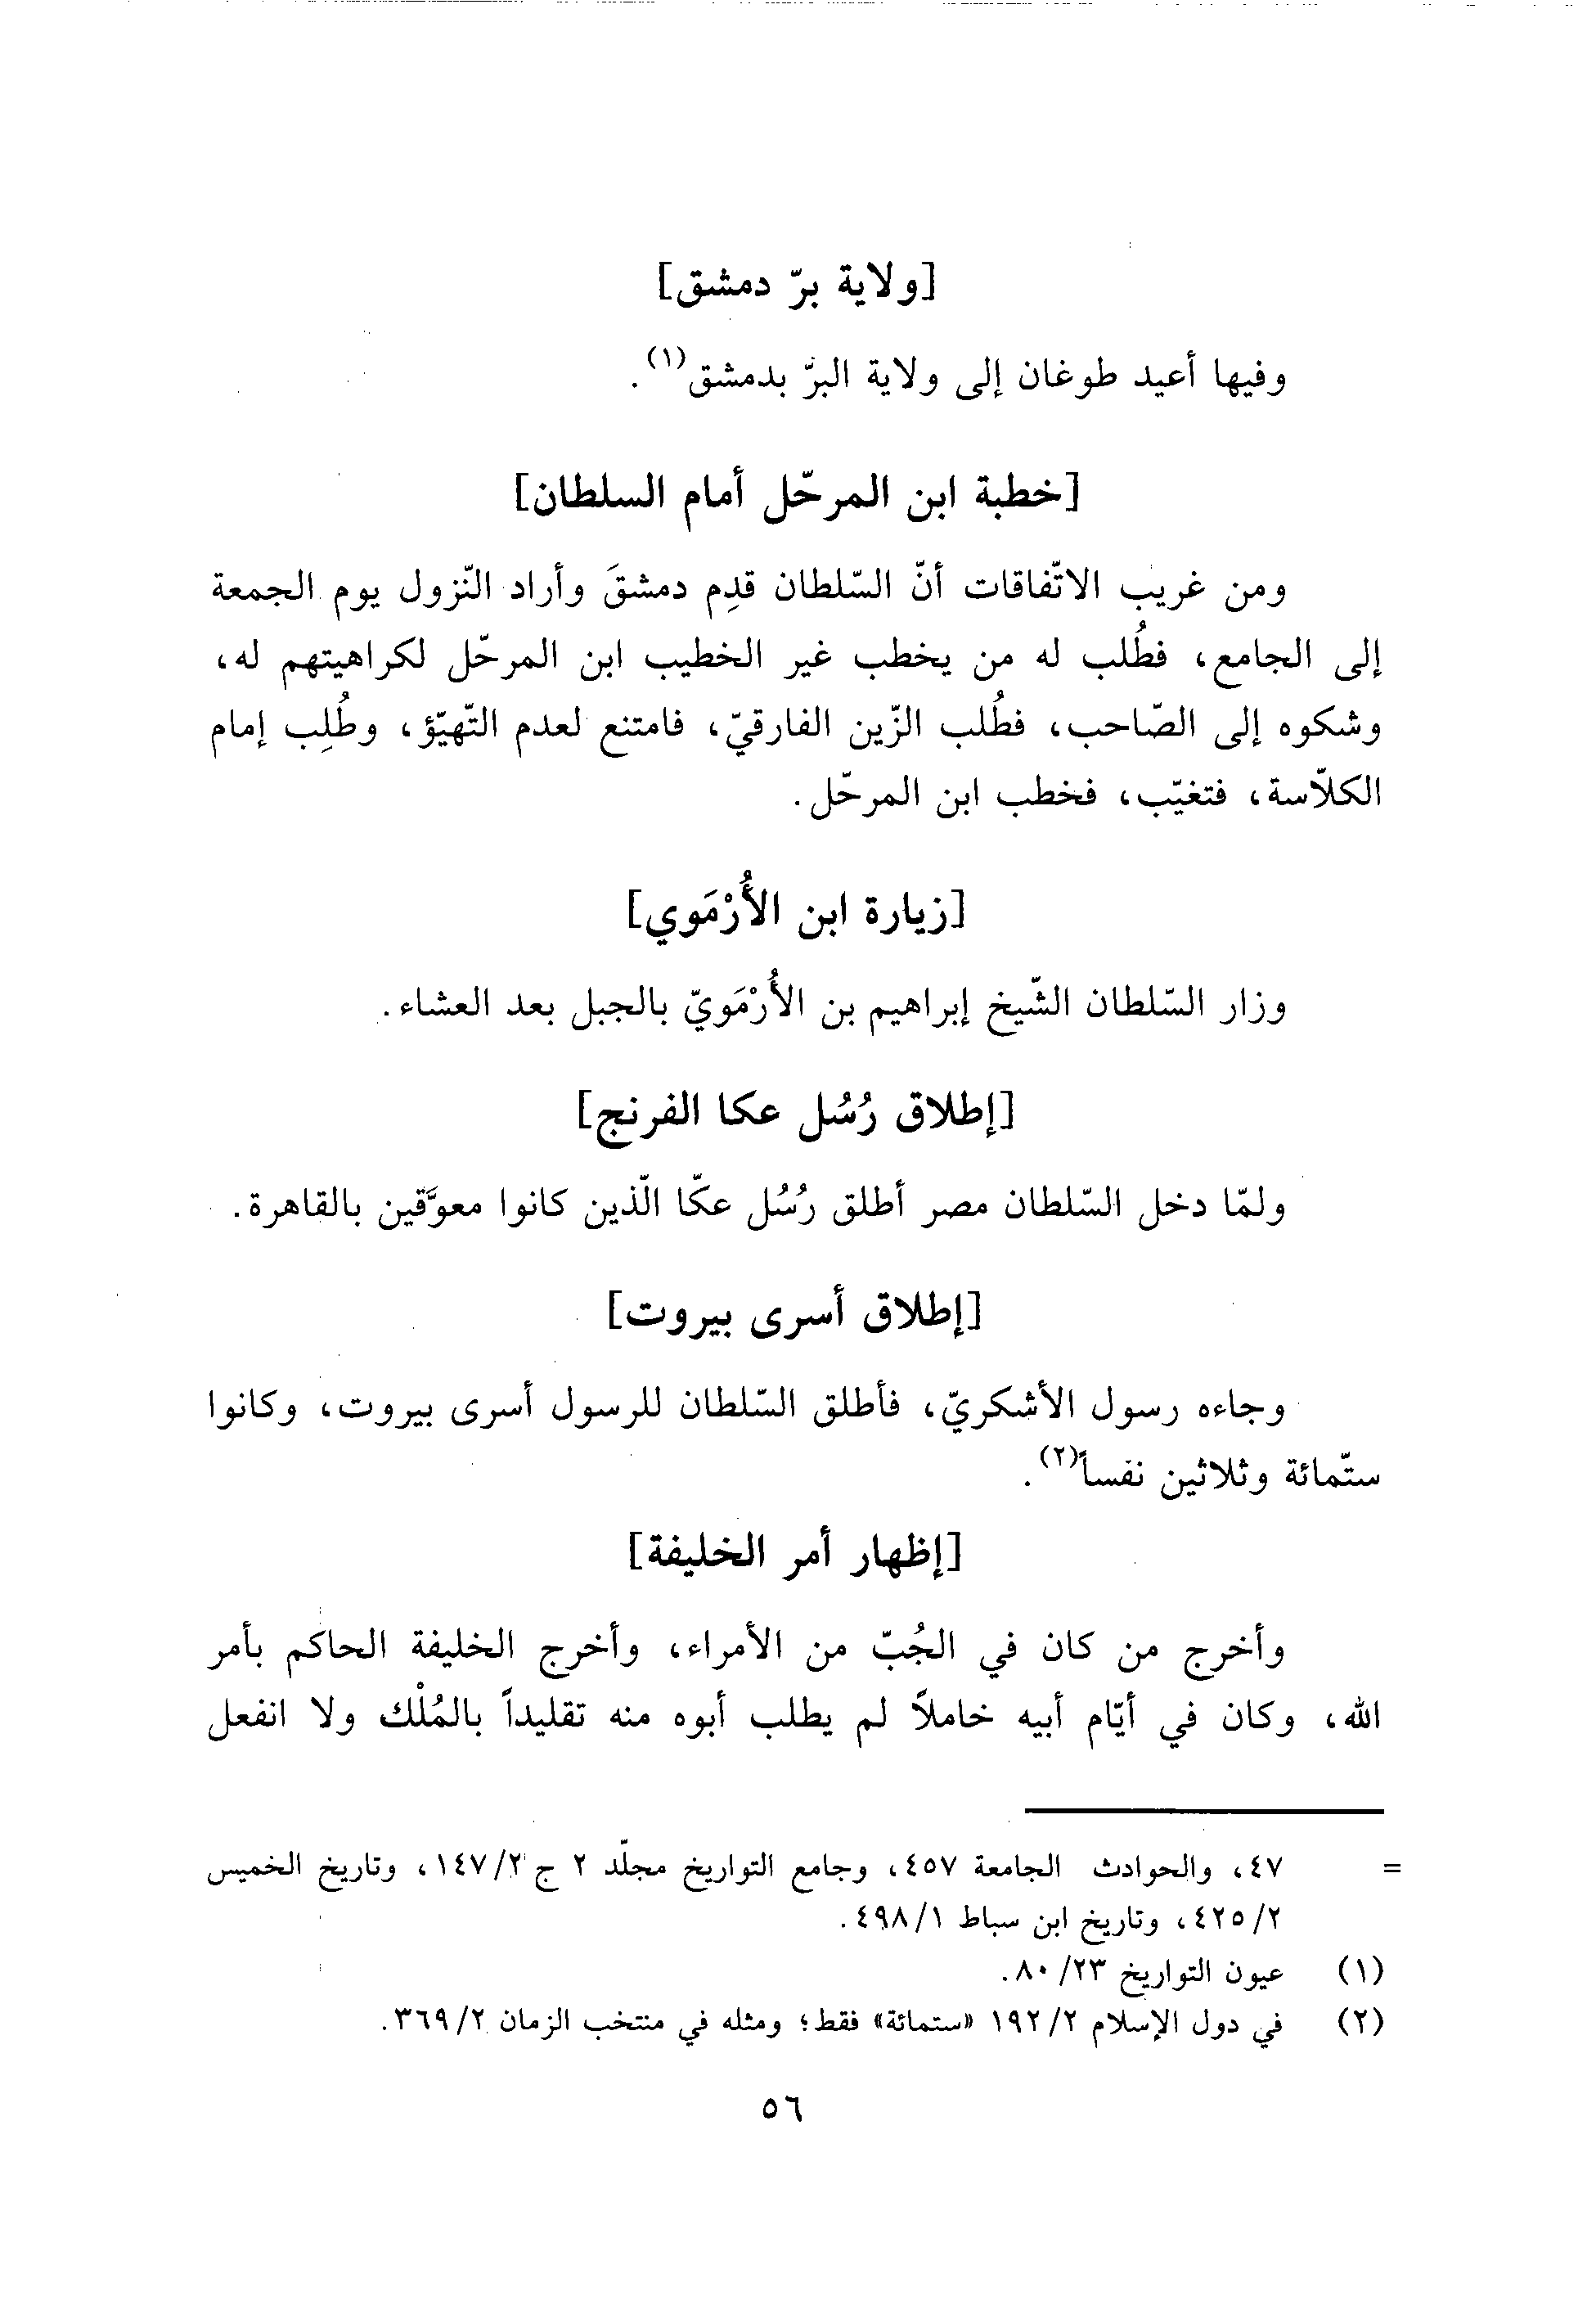 [ولاية برّ دمشق]
وفيها أعيد طوغان إلى ولاية البرّ بدمشق(١).
[خطبة ابن المرحّل أمام السلطان]
ومن غريب الاتّفاقات أنّ السّلطان قدِم دمشقَ وأراد النّزول يوم الجمعة
إلى الجامع، فطُلب له من يخطب غير الخطيب ابن المرحّل لكراهيتهم له،
وشكوه إلى الصّاحب، فطُلب الزّين الفارقيّ، فامتنع لعدم التّهيّؤ، وطُلِب إمام
الكلاّسة، فتغيّب، فخطب ابن المرحّل.
[زيارة ابن الأُرْمَوي]
وزار السّلطان الشّيخ إبراهيم بن الأُرْمَويّ بالجبل بعد العشاء.
[إطلاق رُسُل عكا الفرنج]
ولمّا دخل السّلطان مصر أطلق رُسُل عكّا الّذين كانوا معوَّقين بالقاهرة.
[إطلاق أسرى بيروت]
وجاءه رسول الأشكريّ، فأطلق السّلطان للرسول أسرى بيروت، وكانوا
ستّمائة وثلاثين نفساً(٢).
[إظهار أمر الخليفة]
وأخرج من كان في الجُبّ من الأمراء، وأخرج الخليفة الحاكم بأمر
الله، وكان في أيّام أبيه خاملاً لم يطلب أبوه منه تقليداً بالمُلْك ولا انفعل
= ٤٧، والحوادث الجامعة ٤٥٧، وجامع التواريخ مجلّد ٢ ج ١٤٧/٢، وتاريخ الخميس
٤٢٥/٢، وتاريخ ابن سباط ٤٩٨/١.
(١) عيون التواريخ ٨٠/٢٣.
(٢) في دول الإسلام ١٩٢/٢ «ستمائة» فقط؛ ومثله في منتخب الزمان ٣٦٩/٢.
٥٦